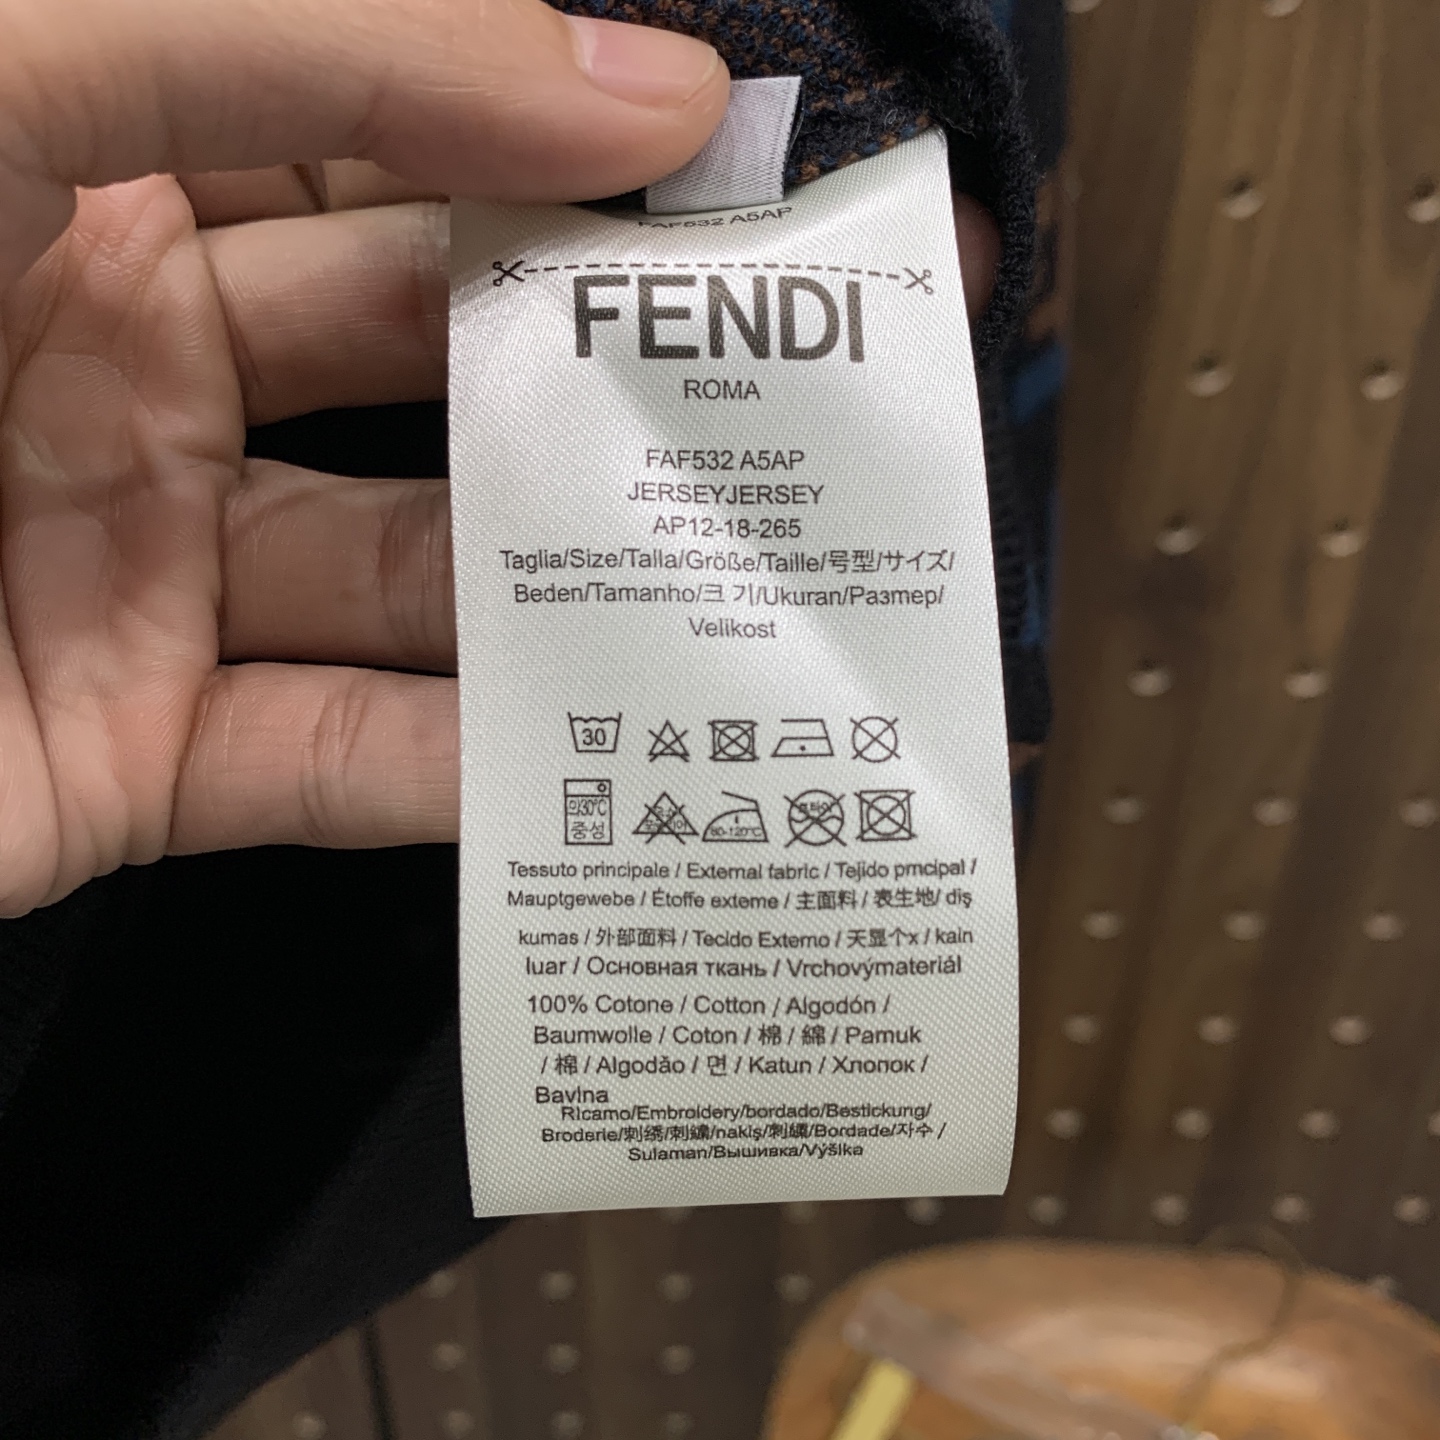 FAF532 A5AP
FENDI
ROMA
FAF532 A5AP
JERSEYJERSEY
AP12-18-265
Taglia/Size/Talla/Größe/Taille/号型/サイズ/
Beden/Tamanho/크 기/Ukuran/Размер/
Velikost
30
의30℃
중성
80-120℃
Tessuto principale / External fabric / Tejido prncipal /
Mauptgewebe / Étoffe exteme / 主面料 / 表生地/ diş
kumas / 外部面料 / Tecido Externo / 天显个x / kain
luar / Основная ткань / Vrchovýmateriál
100% Cotone / Cotton / Algodón /
Baumwolle / Coton / 棉 / 綿 / Pamuk
/ 棉 / Algodão / 면 / Katun / Хлопок /
Bavlna
Ricamo/Embroidery/bordado/Bestickung/
Broderie/刺绣/刺繍/nakiş/刺繡/Bordade/자수 /
Sulaman/Вышивка/Výšika